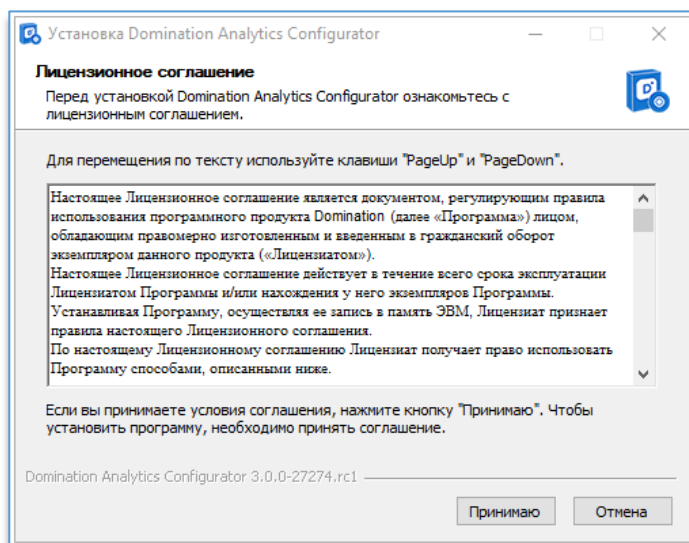 Установка Domination Analytics Configurator
Лицензионное соглашение
Перед установкой Domination Analytics Configurator ознакомьтесь с
лицензионным соглашением.
Для перемещения по тексту используйте клавиши "PageUp" и "PageDown".
Настоящее Лицензионное соглашение является документом, регулирующим правила
использования программного продукта Domination (далее «Программа») лицом,
обладающим правомерно изготовленным и введенным в гражданский оборот
экземпляром данного продукта («Лицензиатом»).
Настоящее Лицензионное соглашение действует в течение всего срока эксплуатации
Лицензиатом Программы и/или нахождения у него экземпляров Программы.
Устанавливая Программу, осуществляя ее запись в память ЭВМ, Лицензиат признает
правила настоящего Лицензионного соглашения.
По настоящему Лицензионному соглашению Лицензиат получает право использовать
Программу способами, описанными ниже.
Если вы принимаете условия соглашения, нажмите кнопку "Принимаю". Чтобы
установить программу, необходимо принять соглашение.
Domination Analytics Configurator 3.0.0-27274.rc1
Принимаю
Отмена